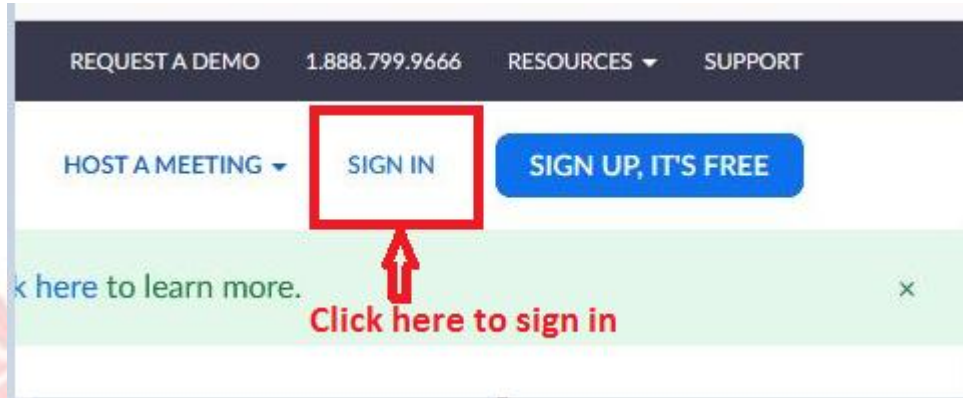 REQUEST A DEMO 1.888.799.9666 RESOURCES SUPPORT
HOST A MEETING SIGN IN SIGN UP, IT'S FREE
here to learn more. ×
Click here to sign in